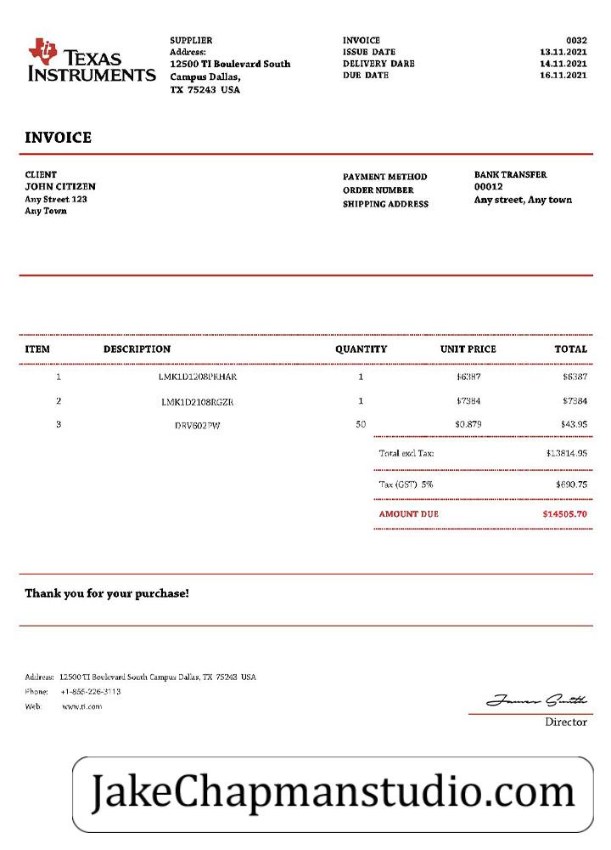 TEXAS INSTRUMENTS
SUPPLIER
Address:
12500 TI Boulevard South
Campus Dallas,
TX 75243 USA
INVOICE 0032
ISSUE DATE 13.11.2021
DELIVERY DARE 14.11.2021
DUE DATE 16.11.2021
INVOICE
CLIENT
JOHN CITIZEN
Any Street 123
Any Town
PAYMENT METHOD BANK TRANSFER
ORDER NUMBER 00012
SHIPPING ADDRESS Any street, Any town
ITEM DESCRIPTION QUANTITY UNIT PRICE TOTAL
1 LMK1D1208PRHAR 1 $6387 $6387
2 LMK1D2108RGZR 1 $7384 $7384
3 DRV602PW 50 $0.879 $43.95
Total excl Tax: $13814.95
Tax (GST) 5% $690.75
AMOUNT DUE $14505.70
Thank you for your purchase!
Address: 12500 TI Boulevard South Campus Dallas, TX 75243 USA
Phone: +1-855-226-3113
Web: www.ti.com
James Smith
Director
JakeChapmanstudio.com